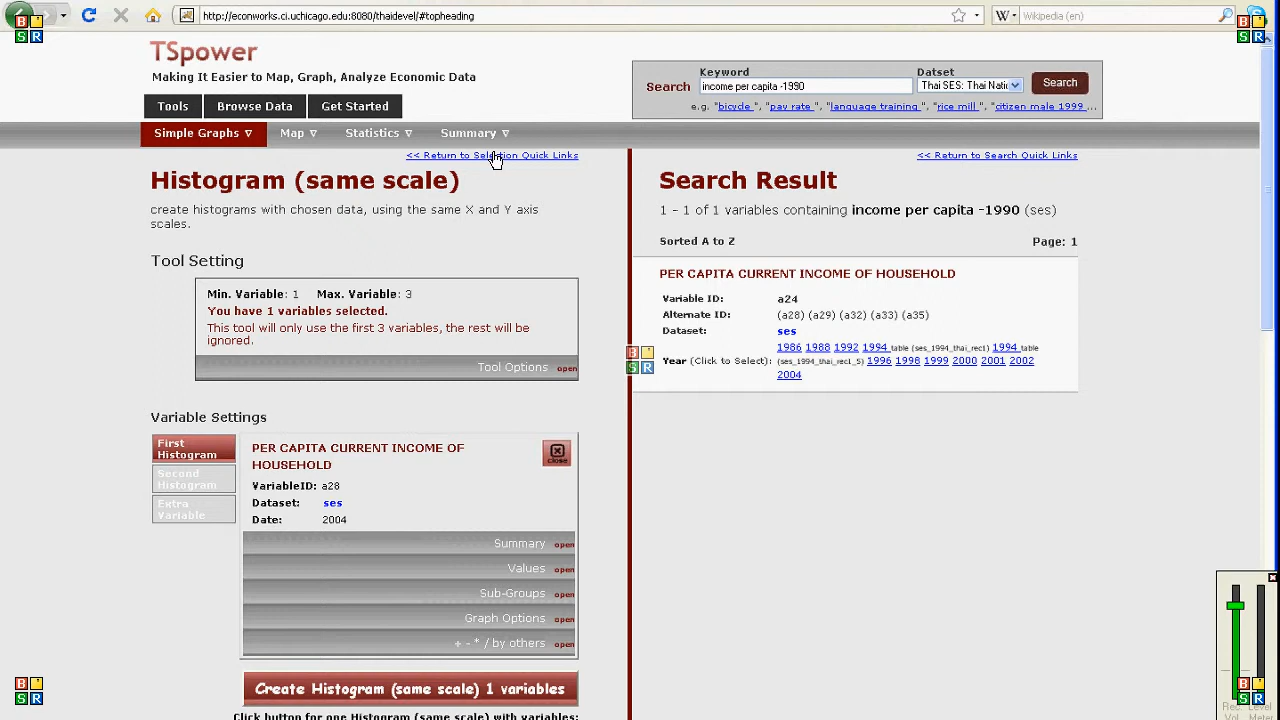 http://econworks.ci.uchicago.edu:8080/thaidevel/#topheading
Wikipedia (en)
TSpower
Making It Easier to Map, Graph, Analyze Economic Data
Tools
Browse Data
Get Started
Search
Keyword
income per capita -1990
Datset
Thai SES: Thai Natio
Search
e.g. "bicycle ", "pay rate ", "language training ", "rice mill ", "citizen male 1999 ...
Simple Graphs ▽
Map ▽
Statistics ▽
Summary ▽
<< Return to Selection Quick Links
Histogram (same scale)
create histograms with chosen data, using the same X and Y axis
scales.
Tool Setting
Min. Variable: 1 Max. Variable: 3
You have 1 variables selected.
This tool will only use the first 3 variables, the rest will be
ignored.
Tool Options open
Variable Settings
First
Histogram
Second
Histogram
Extra
Variable
PER CAPITA CURRENT INCOME OF
HOUSEHOLD
close
VariableID: a28
Dataset: ses
Date: 2004
Summary open
Values open
Sub-Groups open
Graph Options open
+ - * / by others open
Create Histogram (same scale) 1 variables
Click button for one Histogram (same scale) with variables:
<< Return to Search Quick Links
Search Result
1 - 1 of 1 variables containing income per capita -1990 (ses)
Sorted A to Z
Page: 1
PER CAPITA CURRENT INCOME OF HOUSEHOLD
Variable ID: a24
Alternate ID: (a28) (a29) (a32) (a33) (a35)
Dataset: ses
Year (Click to Select): 1986 1988 1992 1994 table (ses_1994_thai_rec1) 1994 table
(ses_1994_thai_rec1_5) 1996 1998 1999 2000 2001 2002
2004
B
S R
B
S R
B
S R
B
S R
B
S R